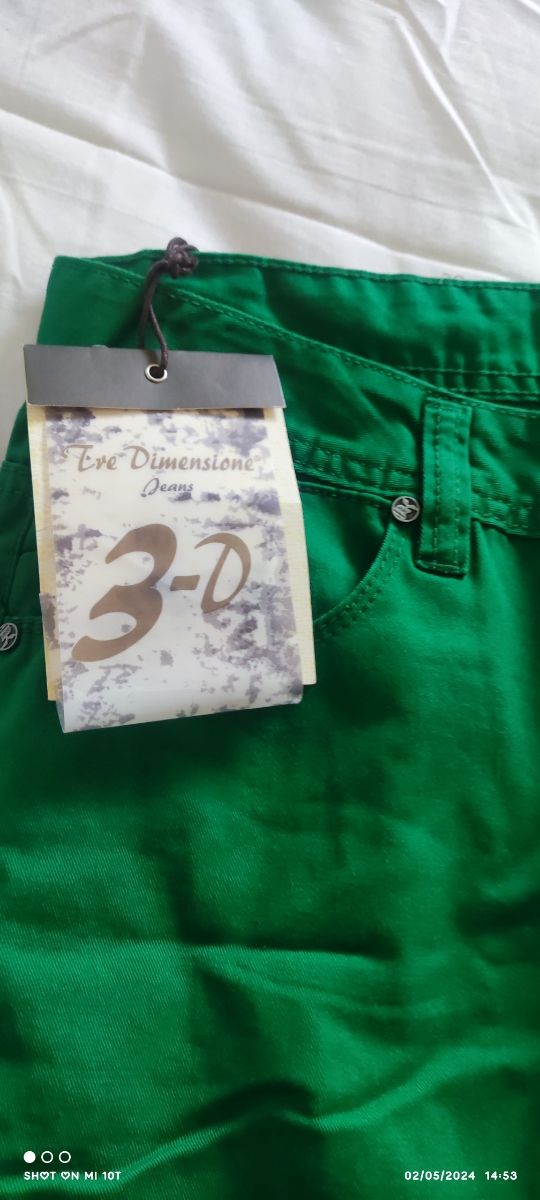 Tre Dimensione
Jeans
3-D
SHOT ON MI 10T
02/05/2024 14:53